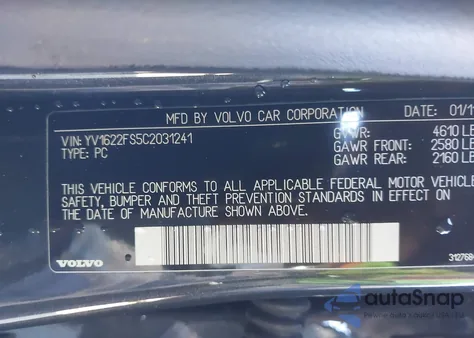 MFD BY VOLVO CAR CORPORATION DATE: 01/1
VIN: YV1622FS5C2031241 GVWR: 4610 LB
TYPE: PC GAWR FRONT: 2580 LB
GAWR REAR: 2160 LB
THIS VEHICLE CONFORMS TO ALL APPLICABLE FEDERAL MOTOR VEHIC
SAFETY, BUMPER AND THEFT PREVENTION STANDARDS IN EFFECT ON
THE DATE OF MANUFACTURE SHOWN ABOVE.
VOLVO 312768
autoSnap